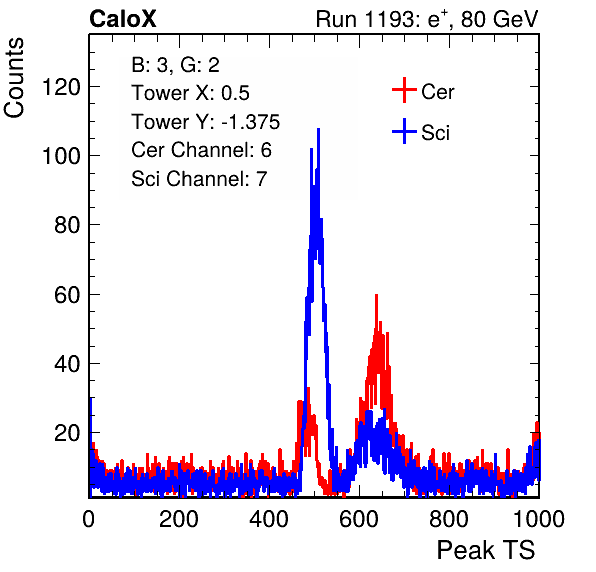 CaloX Run 1193: e⁺, 80 GeV
Counts
B: 3, G: 2
Tower X: 0.5
Tower Y: -1.375
Cer Channel: 6
Sci Channel: 7
Cer
Sci
120
100
80
60
40
20
0 200 400 600 800 1000
Peak TS